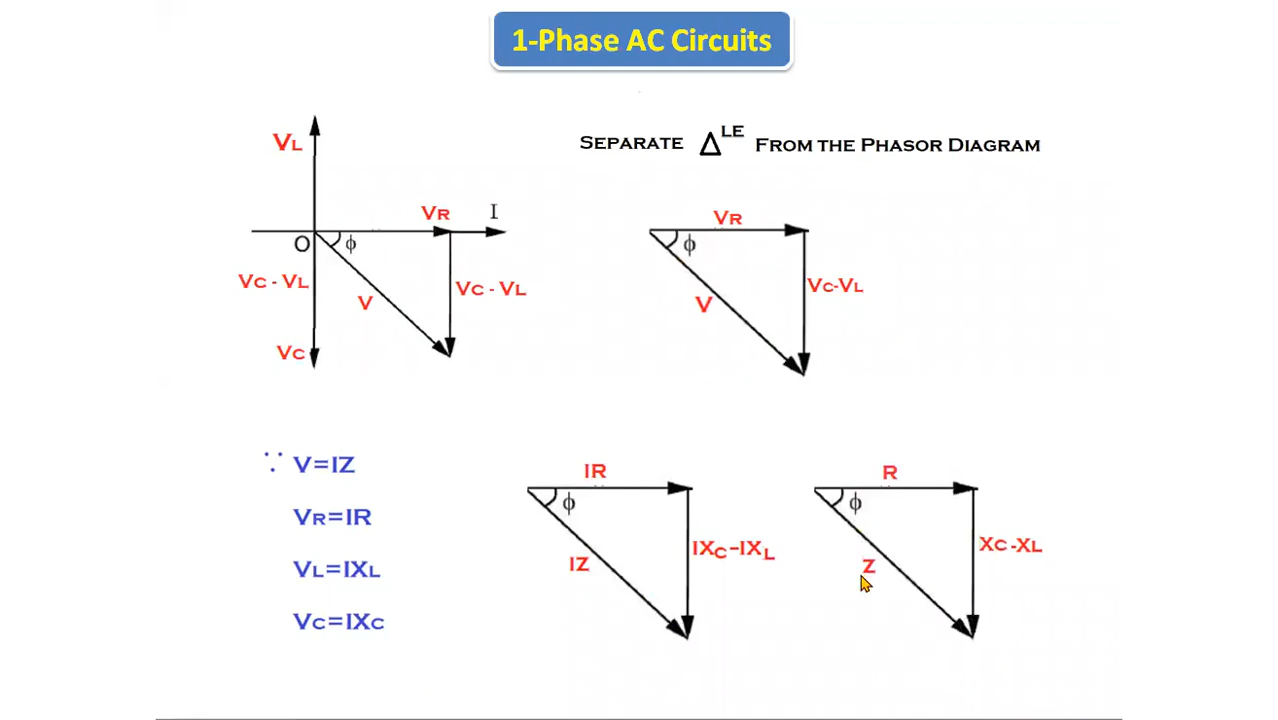 1-Phase AC Circuits
VL
SEPARATE Δ^LE FROM THE PHASOR DIAGRAM
VR I
O ϕ
VC - VL
V
VC - VL
VC
VR
ϕ
VC-VL
V
∵ V=IZ
VR=IR
VL=IXL
VC=IXC
IR
ϕ
IXC-IXL
IZ
R
ϕ
XC-XL
Z